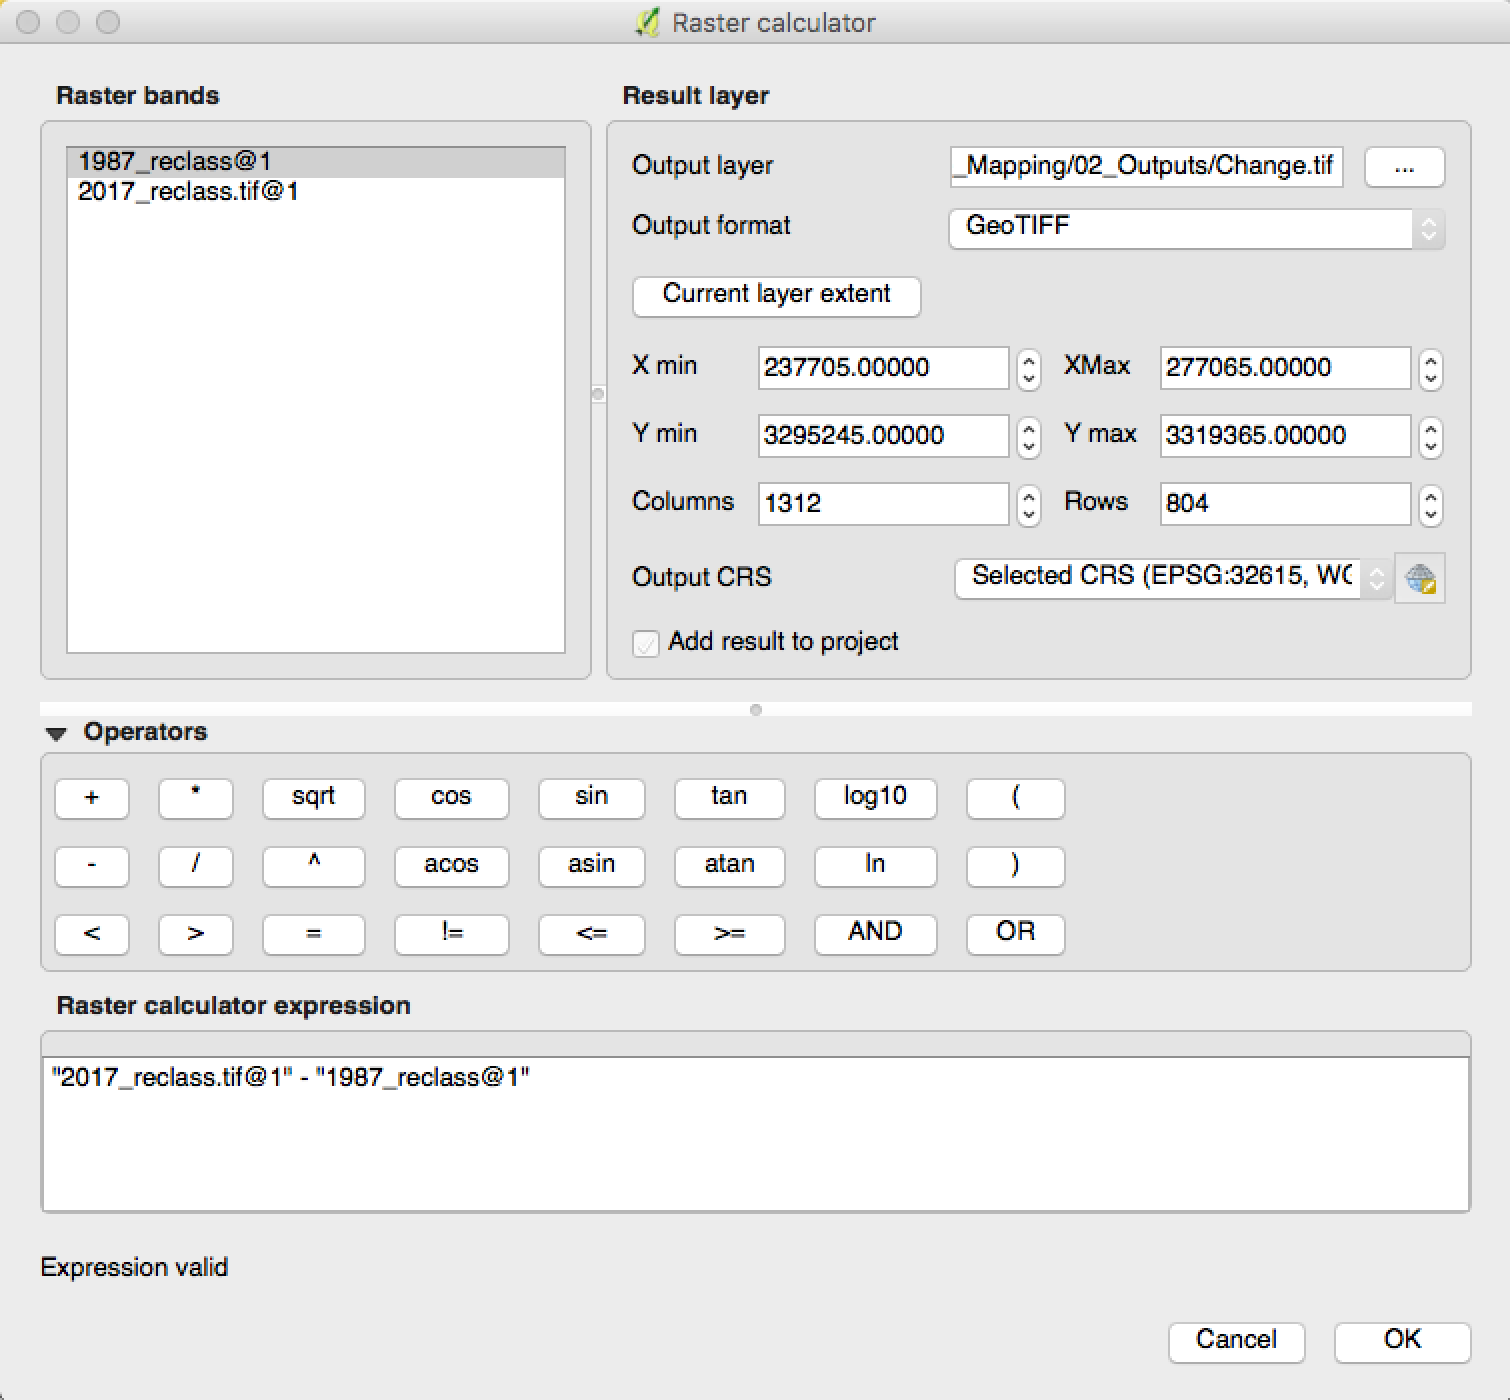 Raster calculator
Raster bands
1987_reclass@1
2017_reclass.tif@1
Result layer
Output layer _Mapping/02_Outputs/Change.tif ...
Output format GeoTIFF
Current layer extent
X min 237705.00000 XMax 277065.00000
Y min 3295245.00000 Y max 3319365.00000
Columns 1312 Rows 804
Output CRS Selected CRS (EPSG:32615, WG
Add result to project
Operators
+ * sqrt cos sin tan log10 (
- / ^ acos asin atan ln )
< > = != <= >= AND OR
Raster calculator expression
"2017_reclass.tif@1" - "1987_reclass@1"
Expression valid
Cancel OK